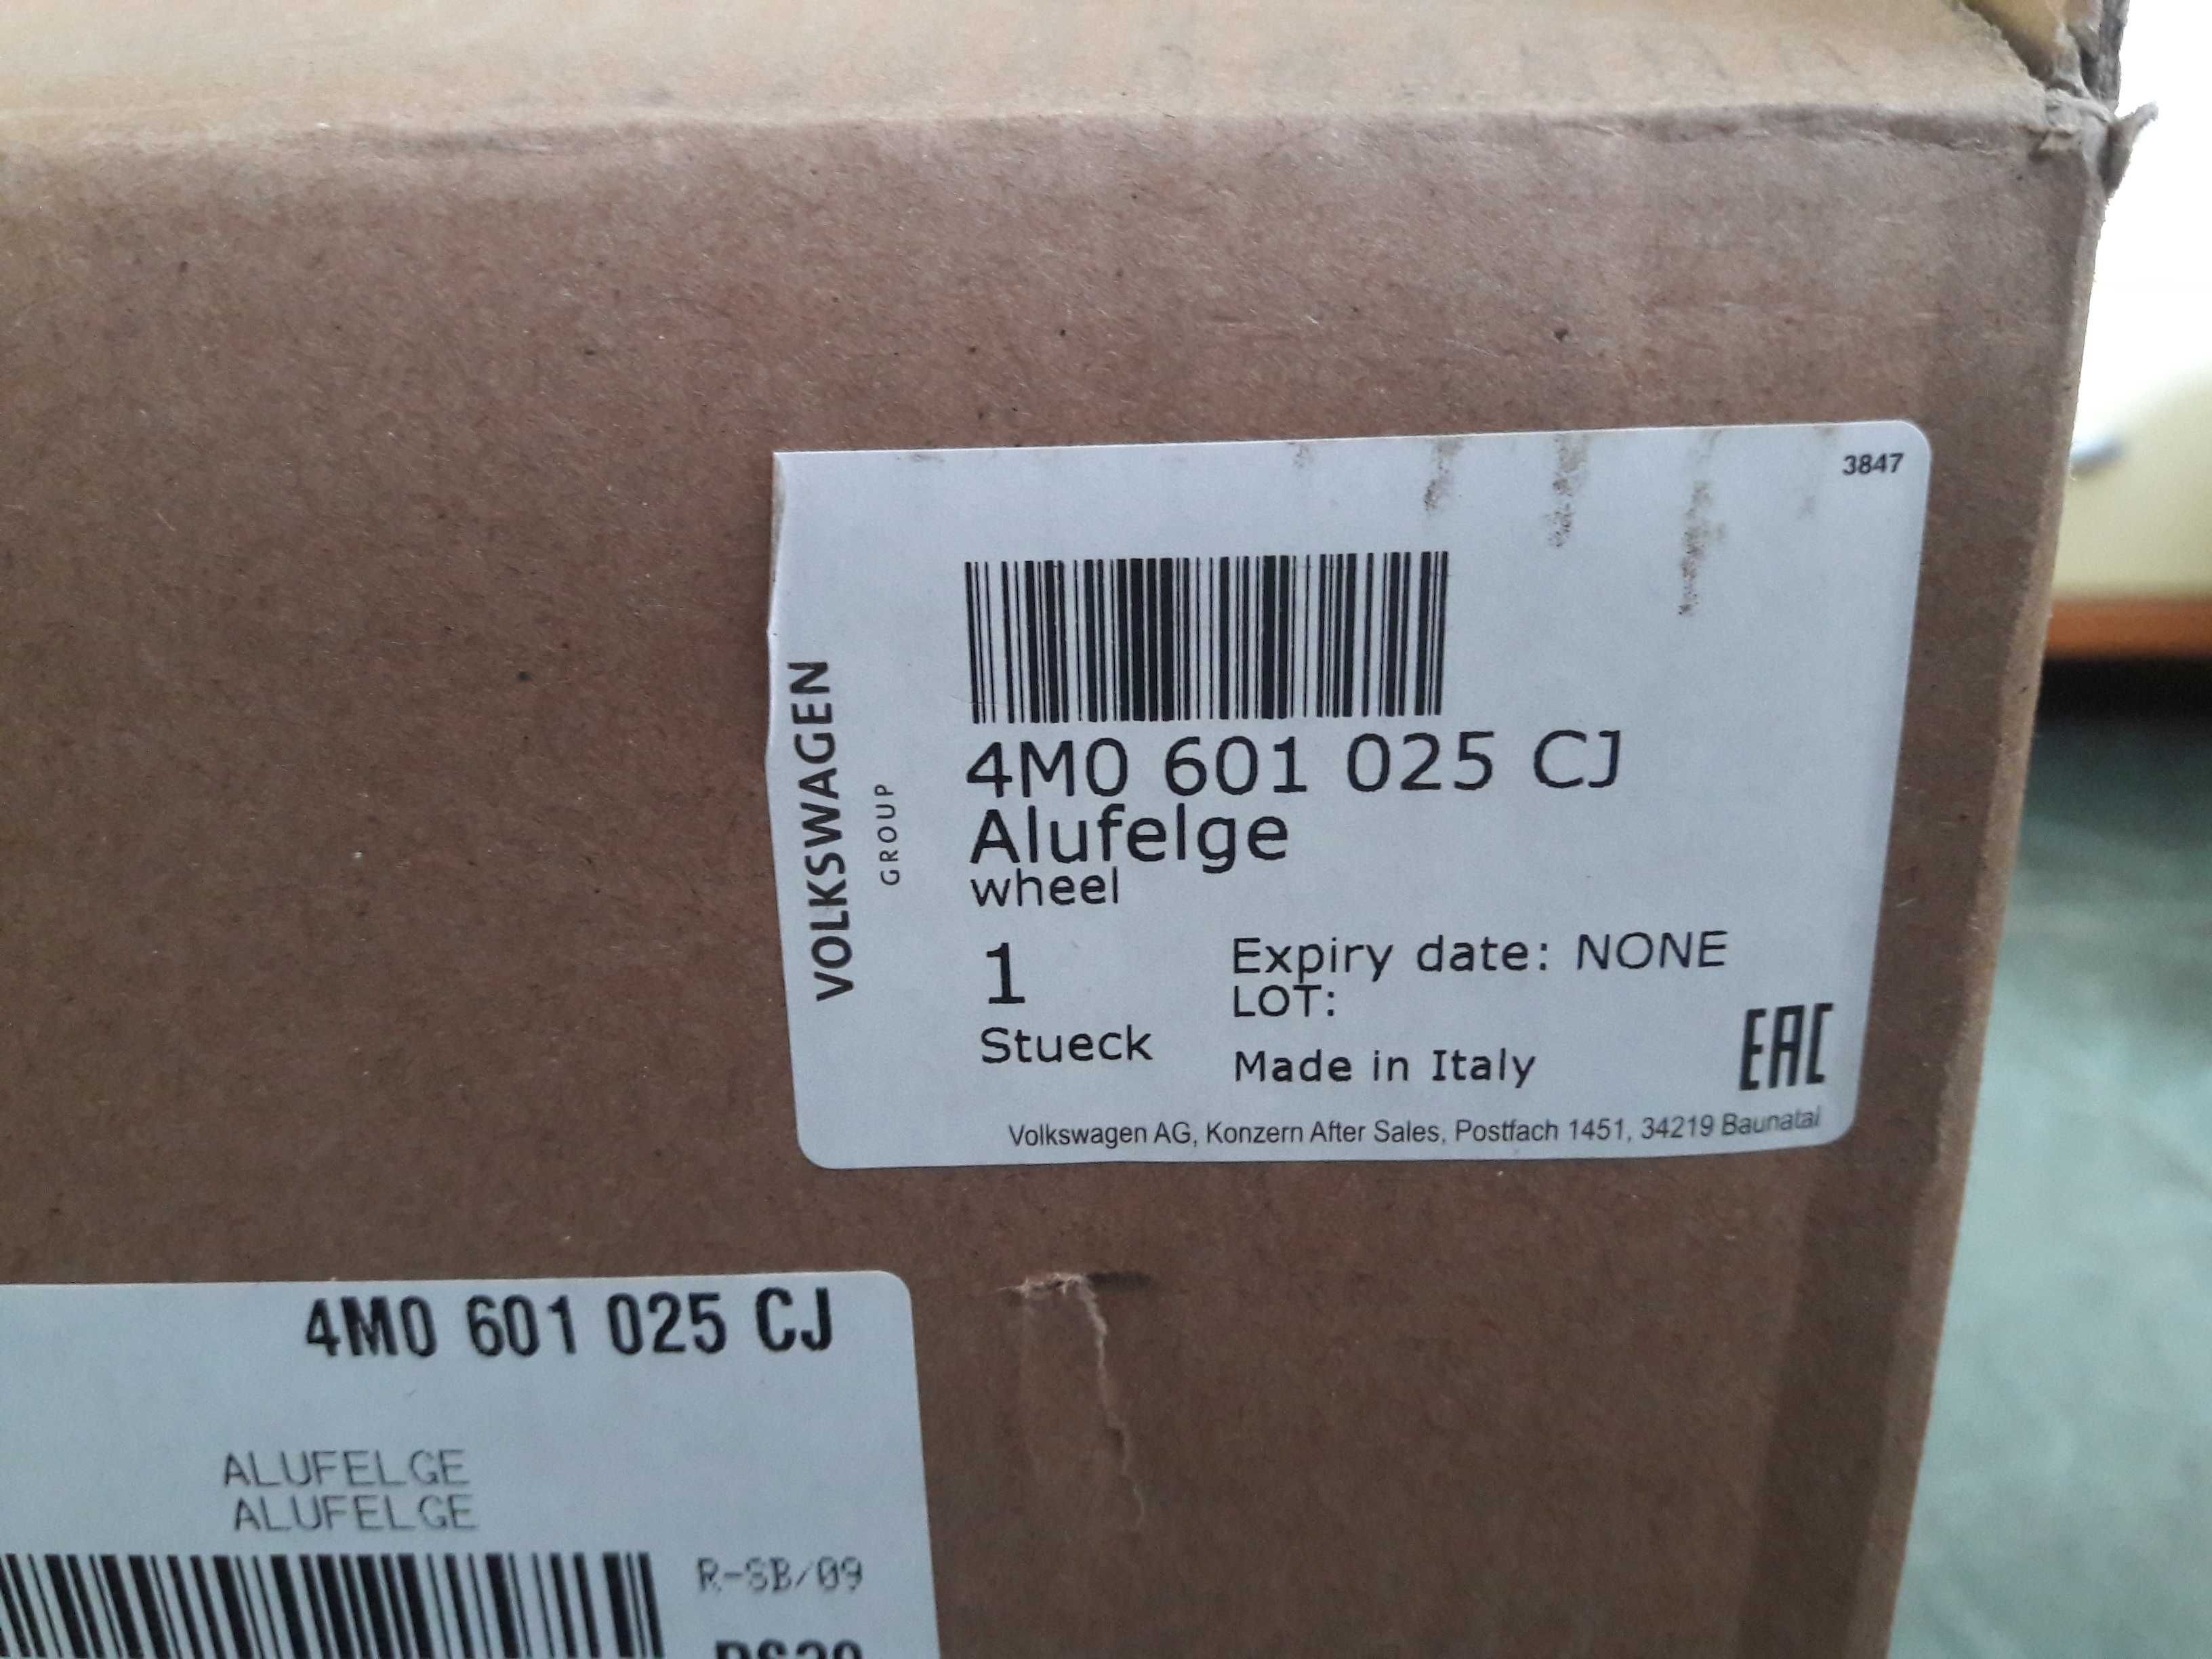 3847
VOLKSWAGEN
GROUP
4M0 601 025 CJ
Alufelge
wheel
1
Stueck
Expiry date: NONE
LOT:
Made in Italy
EAC
Volkswagen AG, Konzern After Sales, Postfach 1451, 34219 Baunatal
4M0 601 025 CJ
ALUFELGE
ALUFELGE
R-SB/09